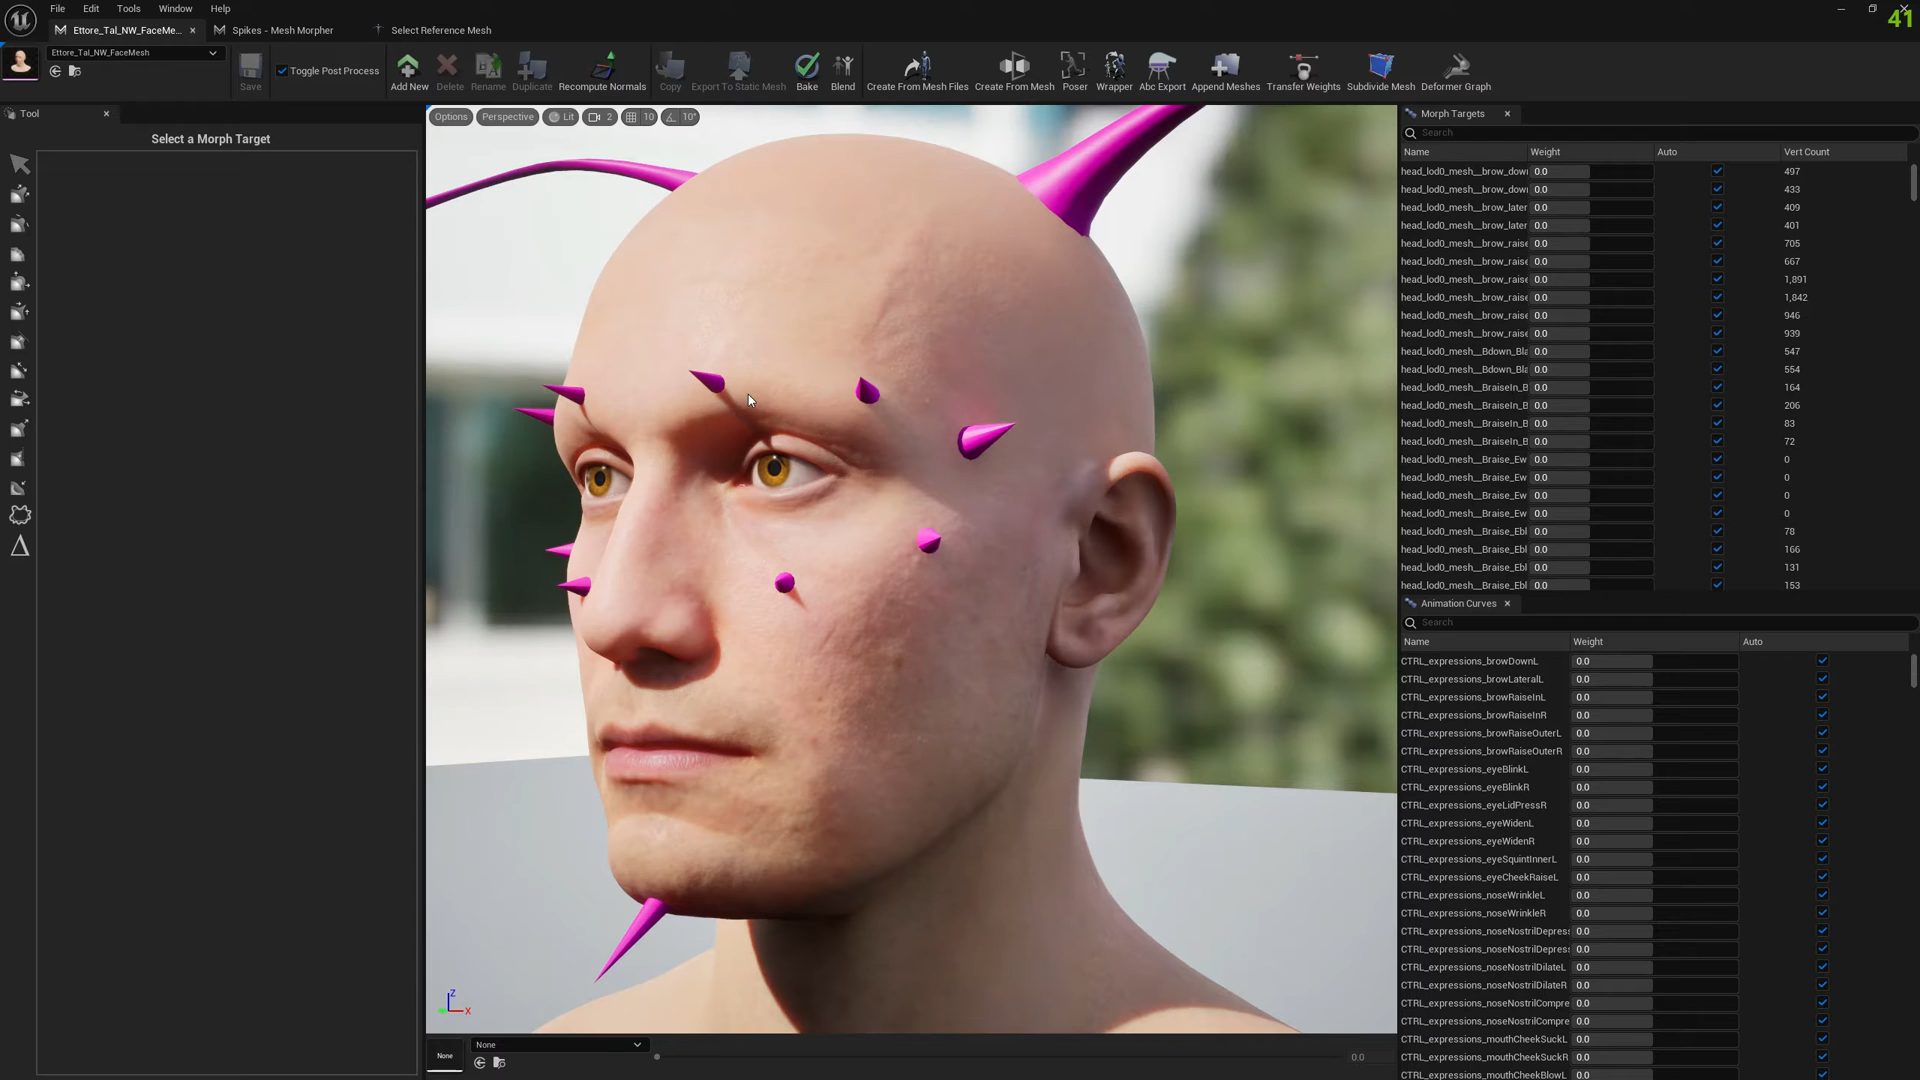 File Edit Tools Window Help
41
Ettore_Tal_NW_FaceMe... Spikes - Mesh Morpher Select Reference Mesh
Ettore_Tal_NW_FaceMesh
Save Toggle Post Process Add New Delete Rename Duplicate Recompute Normals Copy Export To Static Mesh Bake Blend Create From Mesh Files Create From Mesh Poser Wrapper Abc Export Append Meshes Transfer Weights Subdivide Mesh Deformer Graph
Tool
Select a Morph Target
Options Perspective Lit 2 10 10°
Morph Targets
Search
Name Weight Auto Vert Count
head_lod0_mesh__brow_dow 0.0 497
head_lod0_mesh__brow_dow 0.0 433
head_lod0_mesh__brow_later 0.0 409
head_lod0_mesh__brow_later 0.0 401
head_lod0_mesh__brow_raise 0.0 705
head_lod0_mesh__brow_raise 0.0 667
head_lod0_mesh__brow_raise 0.0 1,891
head_lod0_mesh__brow_raise 0.0 1,842
head_lod0_mesh__brow_raise 0.0 946
head_lod0_mesh__brow_raise 0.0 939
head_lod0_mesh__Bdown_Bla 0.0 547
head_lod0_mesh__Bdown_Bla 0.0 554
head_lod0_mesh__BraiseIn_B 0.0 164
head_lod0_mesh__BraiseIn_B 0.0 206
head_lod0_mesh__BraiseIn_B 0.0 83
head_lod0_mesh__BraiseIn_B 0.0 72
head_lod0_mesh__Braise_Ew 0.0 0
head_lod0_mesh__Braise_Ew 0.0 0
head_lod0_mesh__Braise_Ew 0.0 0
head_lod0_mesh__Braise_Ew 0.0 0
head_lod0_mesh__Braise_Ebl 0.0 78
head_lod0_mesh__Braise_Ebl 0.0 166
head_lod0_mesh__Braise_Ebl 0.0 131
head_lod0_mesh__Braise_Ebl 0.0 153
Animation Curves
Search
Name Weight Auto
CTRL_expressions_browDownL 0.0
CTRL_expressions_browLateralL 0.0
CTRL_expressions_browRaiseInL 0.0
CTRL_expressions_browRaiseInR 0.0
CTRL_expressions_browRaiseOuterL 0.0
CTRL_expressions_browRaiseOuterR 0.0
CTRL_expressions_eyeBlinkL 0.0
CTRL_expressions_eyeBlinkR 0.0
CTRL_expressions_eyeLidPressR 0.0
CTRL_expressions_eyeWidenL 0.0
CTRL_expressions_eyeWidenR 0.0
CTRL_expressions_eyeSquintInnerL 0.0
CTRL_expressions_eyeCheekRaiseL 0.0
CTRL_expressions_noseWrinkleL 0.0
CTRL_expressions_noseWrinkleR 0.0
CTRL_expressions_noseNostrilDepress 0.0
CTRL_expressions_noseNostrilDepress 0.0
CTRL_expressions_noseNostrilDilateL 0.0
CTRL_expressions_noseNostrilDilateR 0.0
CTRL_expressions_noseNostrilCompre 0.0
CTRL_expressions_noseNostrilCompre 0.0
CTRL_expressions_mouthCheekSuckL 0.0
CTRL_expressions_mouthCheekSuckR 0.0
CTRL_expressions_mouthCheekBlowL 0.0
Z
X
None None
0.0